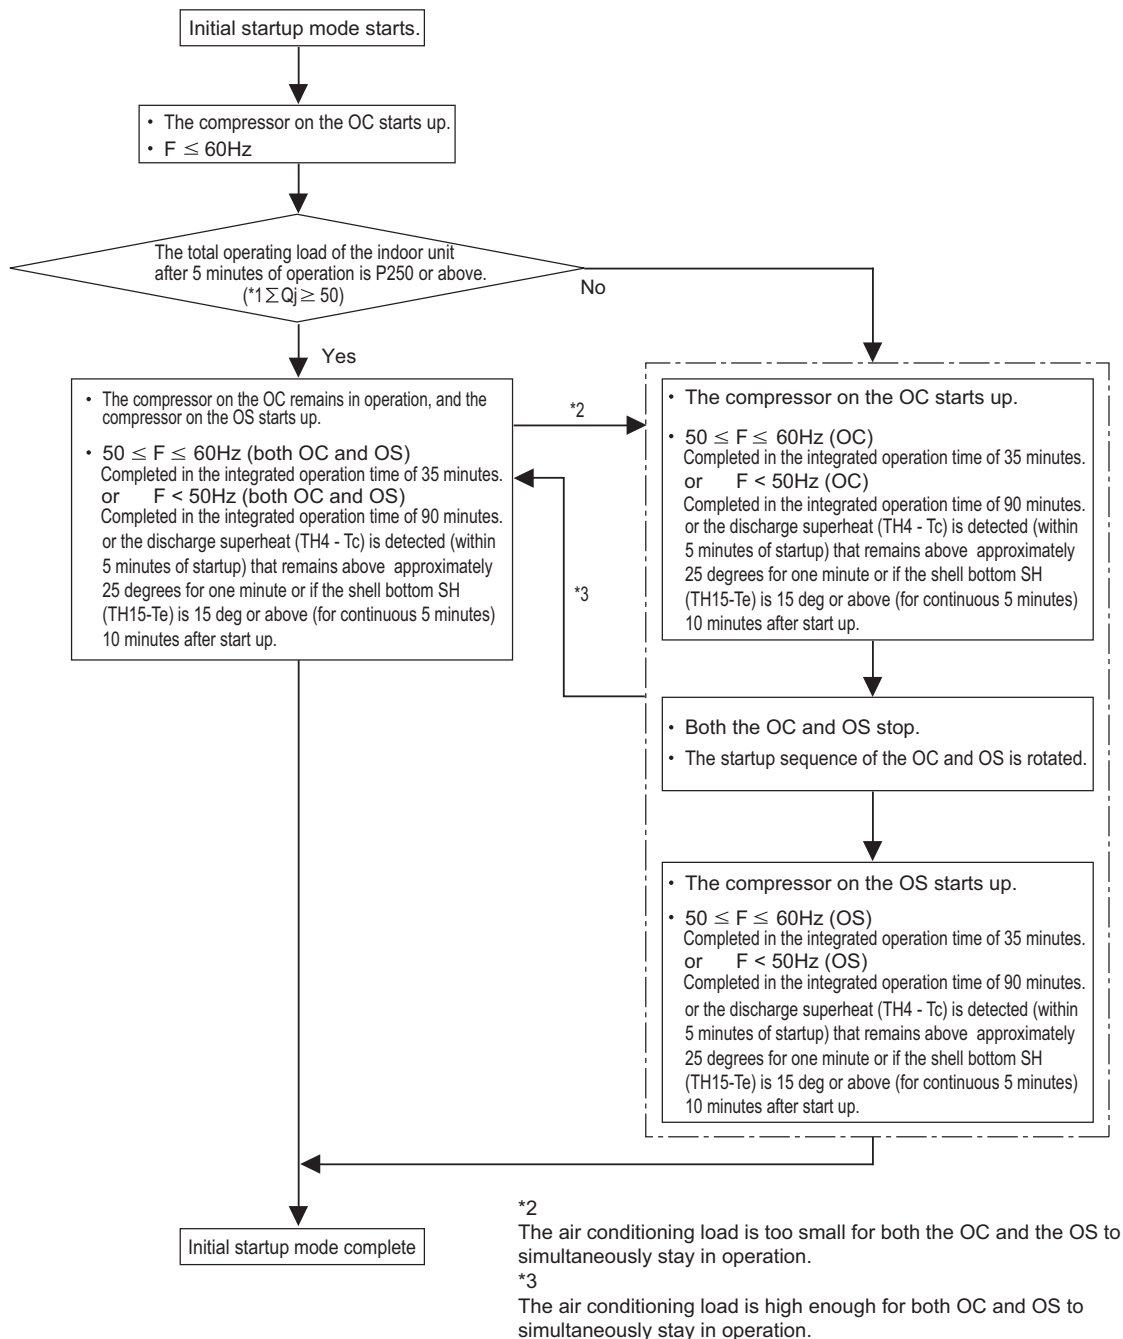 Initial startup mode starts.
• The compressor on the OC starts up.
• F ≤ 60Hz
The total operating load of the indoor unit
after 5 minutes of operation is P250 or above.
(*1∑Qj ≥ 50)
No
Yes
• The compressor on the OC remains in operation, and the
compressor on the OS starts up.
• 50 ≤ F ≤ 60Hz (both OC and OS)
Completed in the integrated operation time of 35 minutes.
or F < 50Hz (both OC and OS)
Completed in the integrated operation time of 90 minutes.
or the discharge superheat (TH4 - Tc) is detected (within
5 minutes of startup) that remains above approximately
25 degrees for one minute or if the shell bottom SH
(TH15-Te) is 15 deg or above (for continuous 5 minutes)
10 minutes after start up.
*2
*3
• The compressor on the OC starts up.
• 50 ≤ F ≤ 60Hz (OC)
Completed in the integrated operation time of 35 minutes.
or F < 50Hz (OC)
Completed in the integrated operation time of 90 minutes.
or the discharge superheat (TH4 - Tc) is detected (within
5 minutes of startup) that remains above approximately
25 degrees for one minute or if the shell bottom SH
(TH15-Te) is 15 deg or above (for continuous 5 minutes)
10 minutes after start up.
• Both the OC and OS stop.
• The startup sequence of the OC and OS is rotated.
• The compressor on the OS starts up.
• 50 ≤ F ≤ 60Hz (OS)
Completed in the integrated operation time of 35 minutes.
or F < 50Hz (OS)
Completed in the integrated operation time of 90 minutes.
or the discharge superheat (TH4 - Tc) is detected (within
5 minutes of startup) that remains above approximately
25 degrees for one minute or if the shell bottom SH
(TH15-Te) is 15 deg or above (for continuous 5 minutes)
10 minutes after start up.
Initial startup mode complete
*2
The air conditioning load is too small for both the OC and the OS to
simultaneously stay in operation.
*3
The air conditioning load is high enough for both OC and OS to
simultaneously stay in operation.